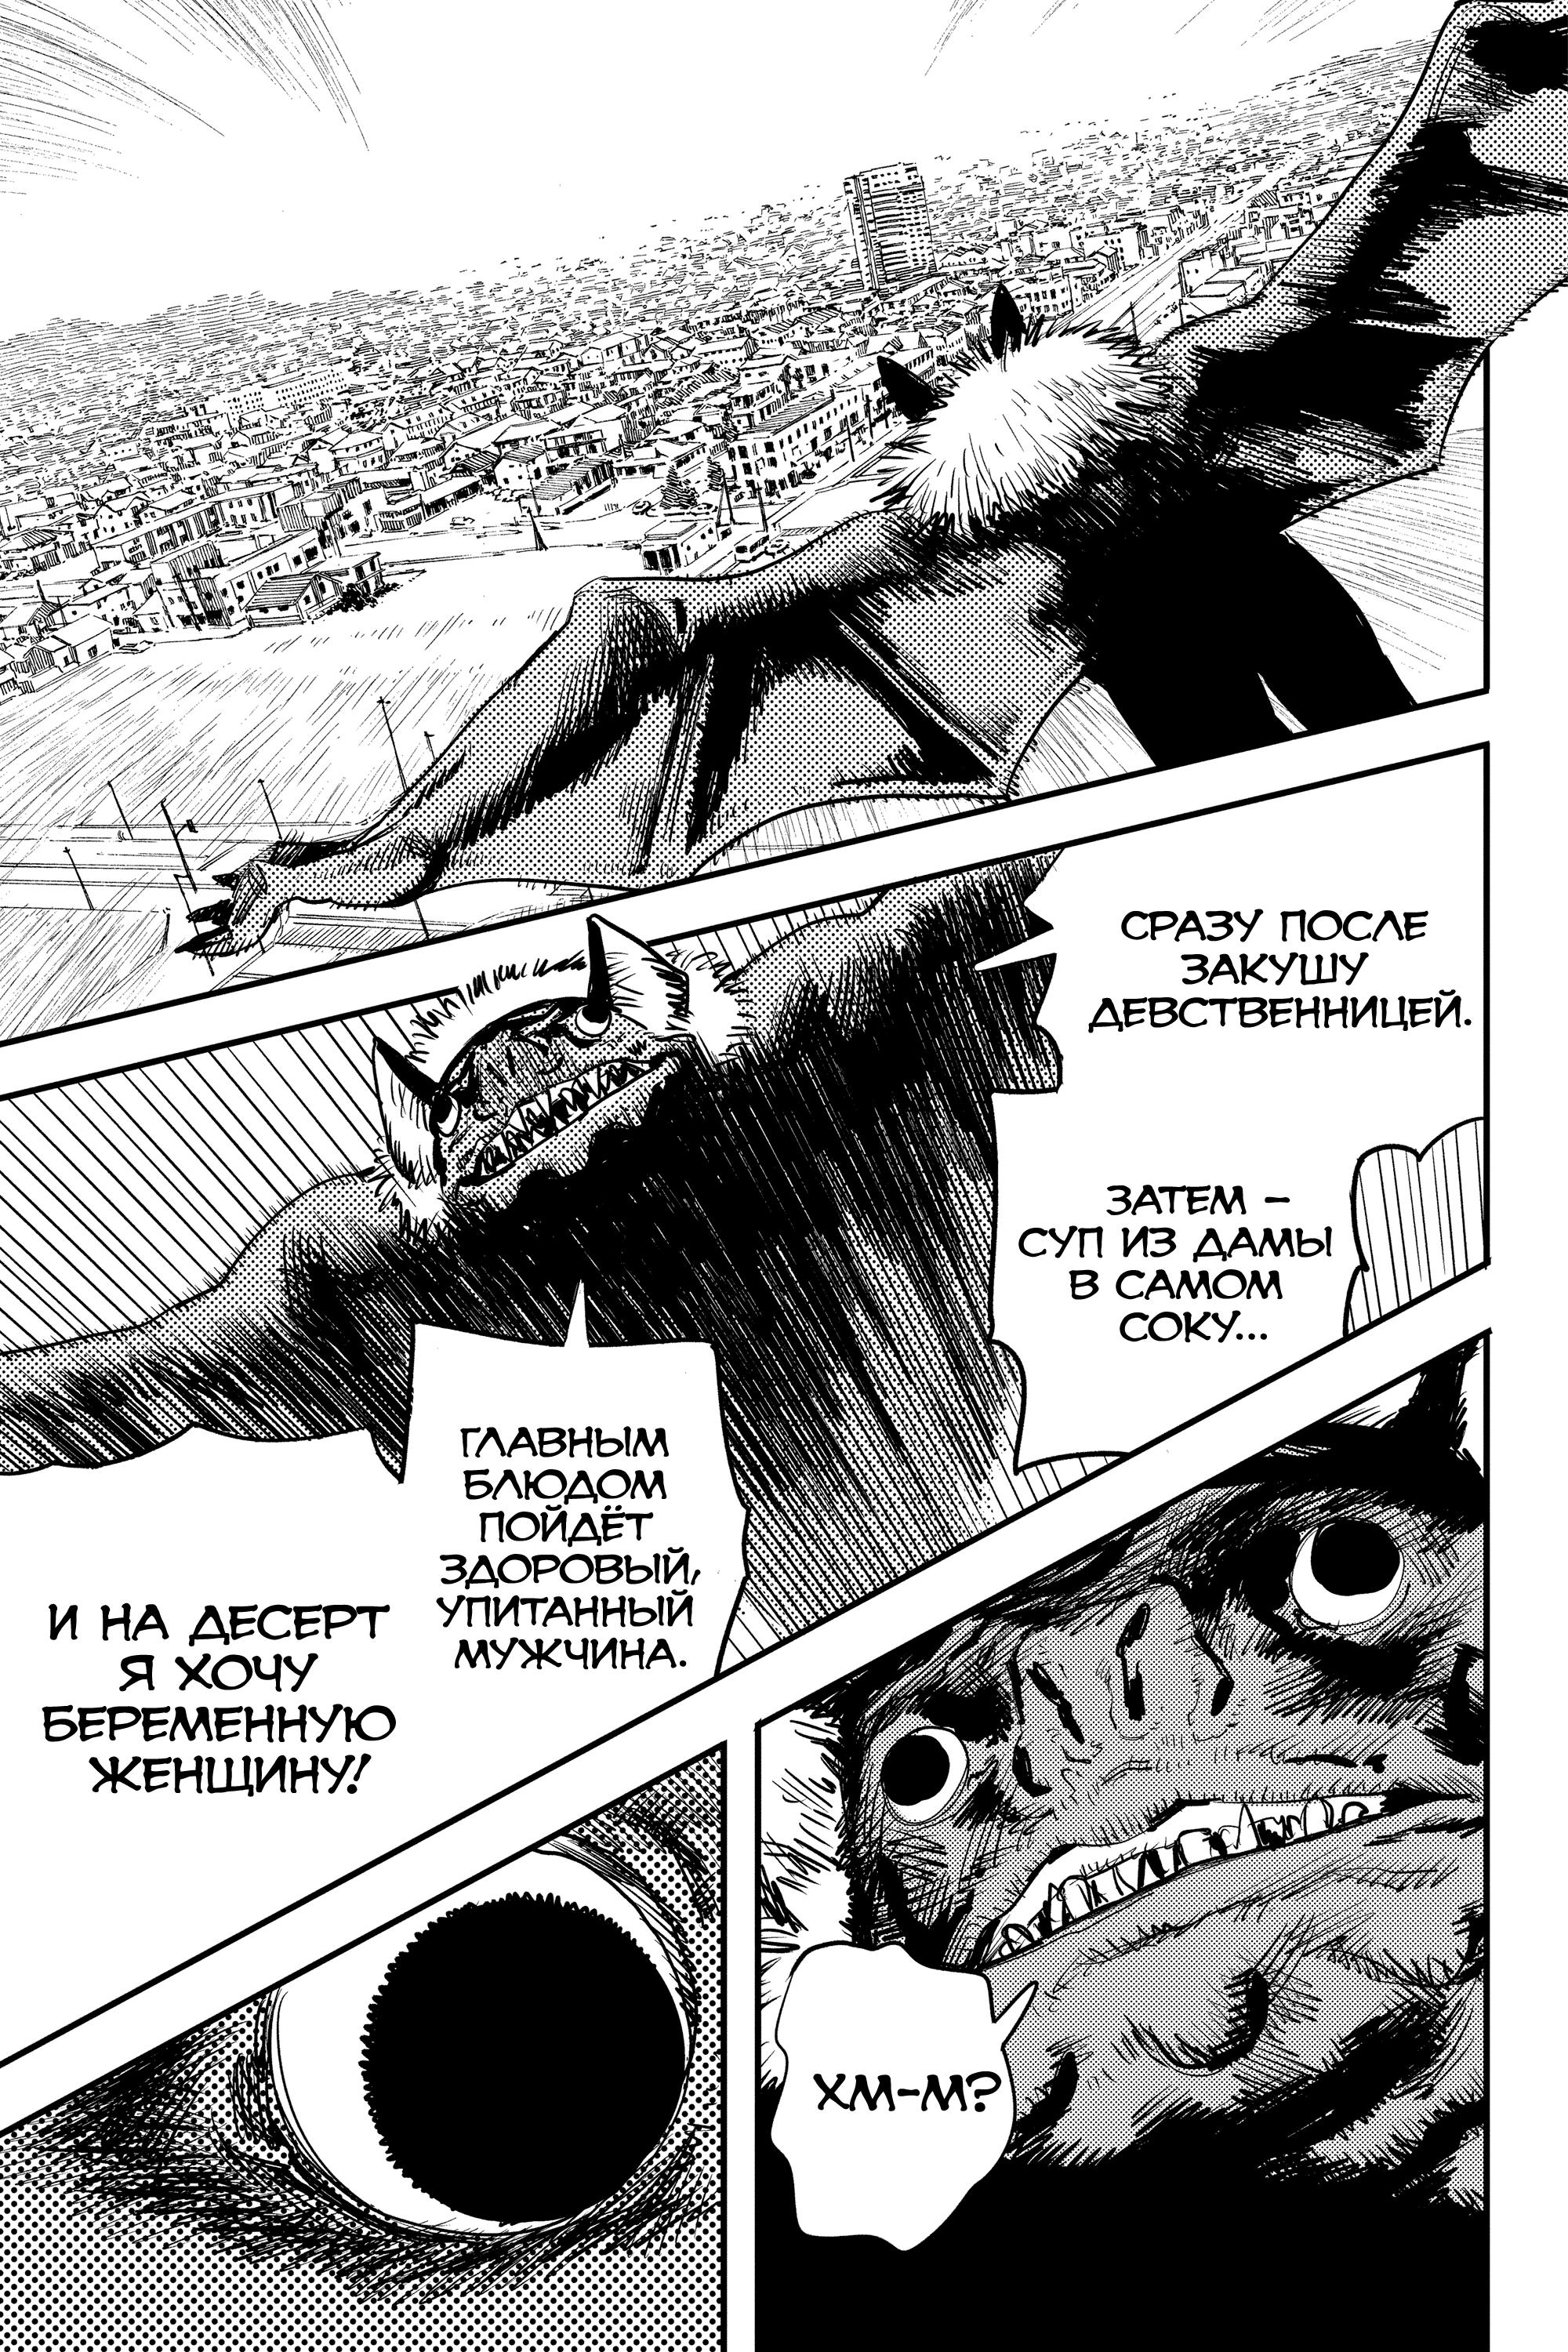 СРАЗУ ПОСЛЕ
ЗАКУШУ
ДЕВСТВЕННИЦЕЙ.
ЗАТЕМ –
СУП ИЗ ДАМЫ
В САМОМ
СОКУ...
ГЛАВНЫМ
БЛЮДОМ
ПОЙДЁТ
ЗДОРОВЫЙ,
УПИТАННЫЙ
МУЖЧИНА.
И НА ДЕСЕРТ
Я ХОЧУ
БЕРЕМЕННУЮ
ЖЕНЩИНУ!
ХМ-М?